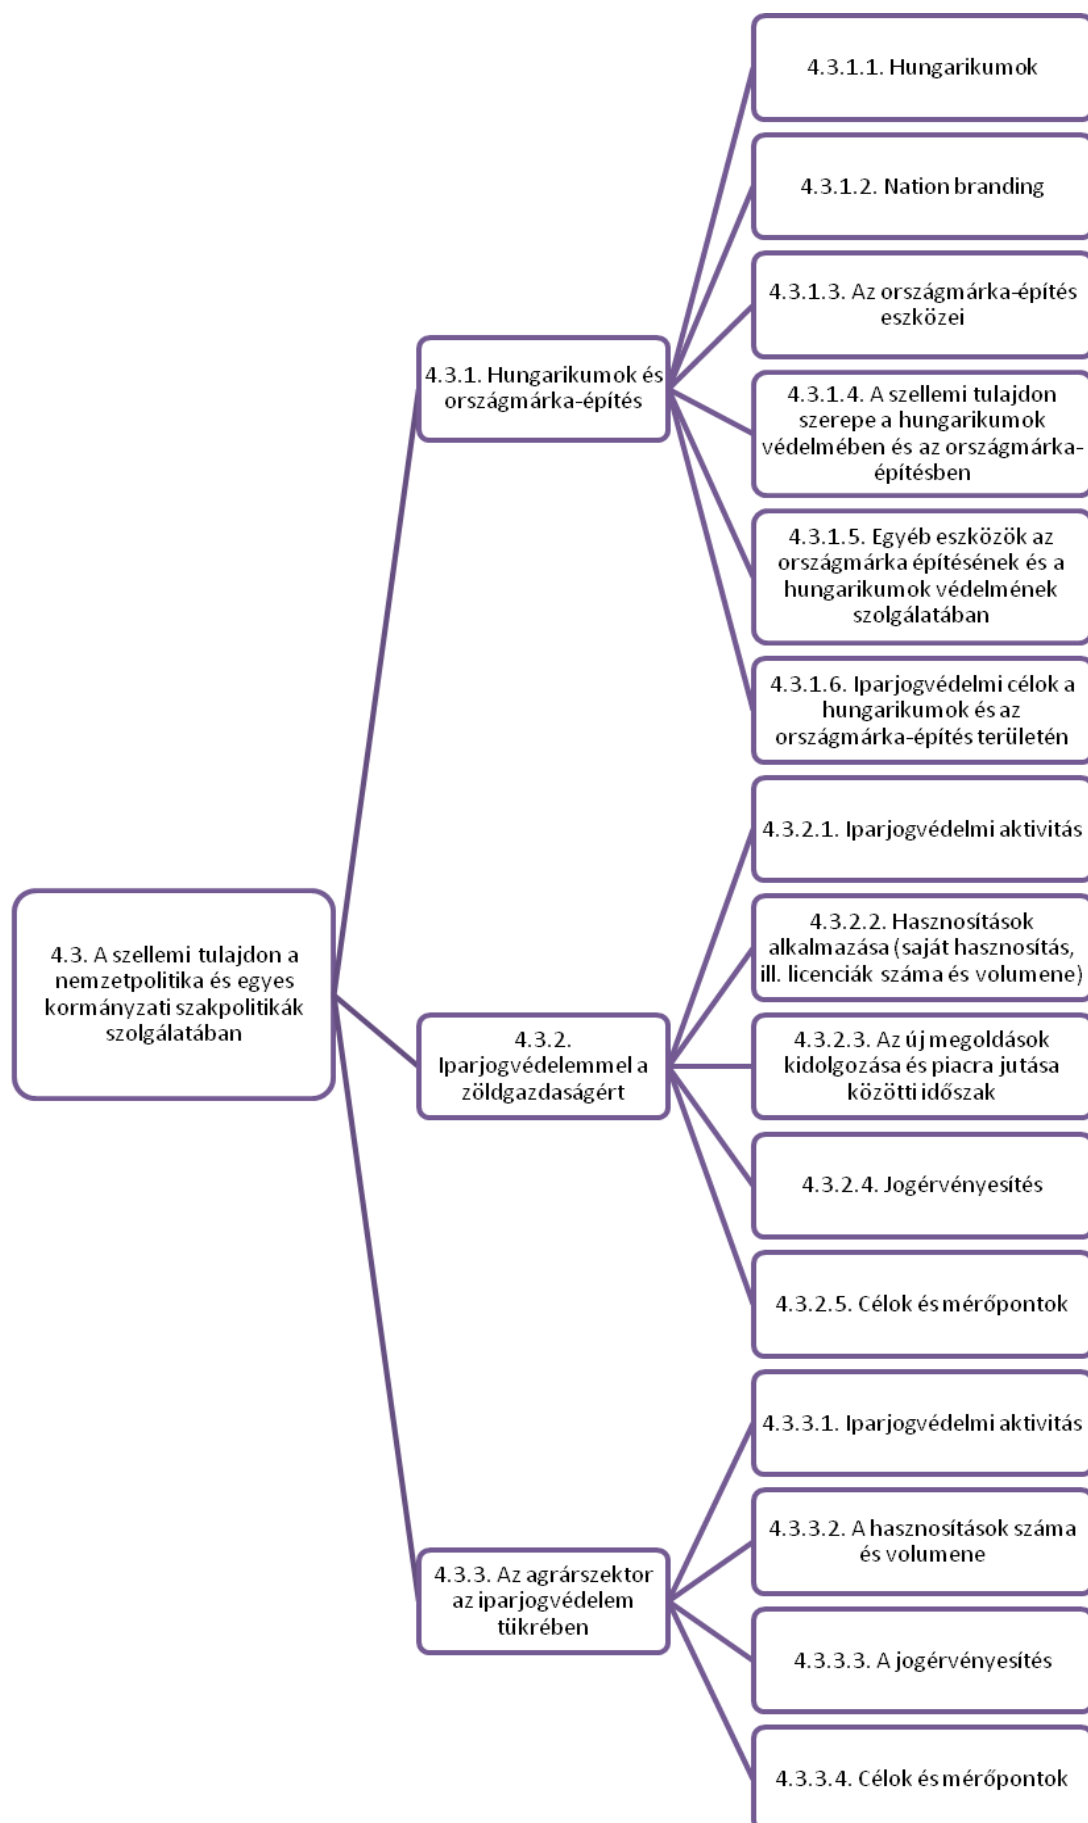 4.3. A szellemi tulajdon a
nemzetpolitika és egyes
kormányzati szakpolitikák
szolgálatában
4.3.1. Hungarikumok és
országmárka-építés
4.3.1.1. Hungarikumok
4.3.1.2. Nation branding
4.3.1.3. Az országmárka-építés
eszközei
4.3.1.4. A szellemi tulajdon
szerepe a hungarikumok
védelmében és az országmárka-
építésben
4.3.1.5. Egyéb eszközök az
országmárka építésének és a
hungarikumok védelmének
szolgálatában
4.3.1.6. Iparjogvédelmi célok a
hungarikumok és az
országmárka-építés területén
4.3.2.
Iparjogvédelemmel a
zöldgazdaságért
4.3.2.1. Iparjogvédelmi aktivitás
4.3.2.2. Hasznosítások
alkalmazása (saját hasznosítás,
ill. licenciák száma és volumene)
4.3.2.3. Az új megoldások
kidolgozása és piacra jutása
közötti időszak
4.3.2.4. Jogérvényesítés
4.3.2.5. Célok és mérőpontok
4.3.3. Az agrárszektor
az iparjogvédelem
tükrében
4.3.3.1. Iparjogvédelmi aktivitás
4.3.3.2. A hasznosítások száma
és volumene
4.3.3.3. A jogérvényesítés
4.3.3.4. Célok és mérőpontok